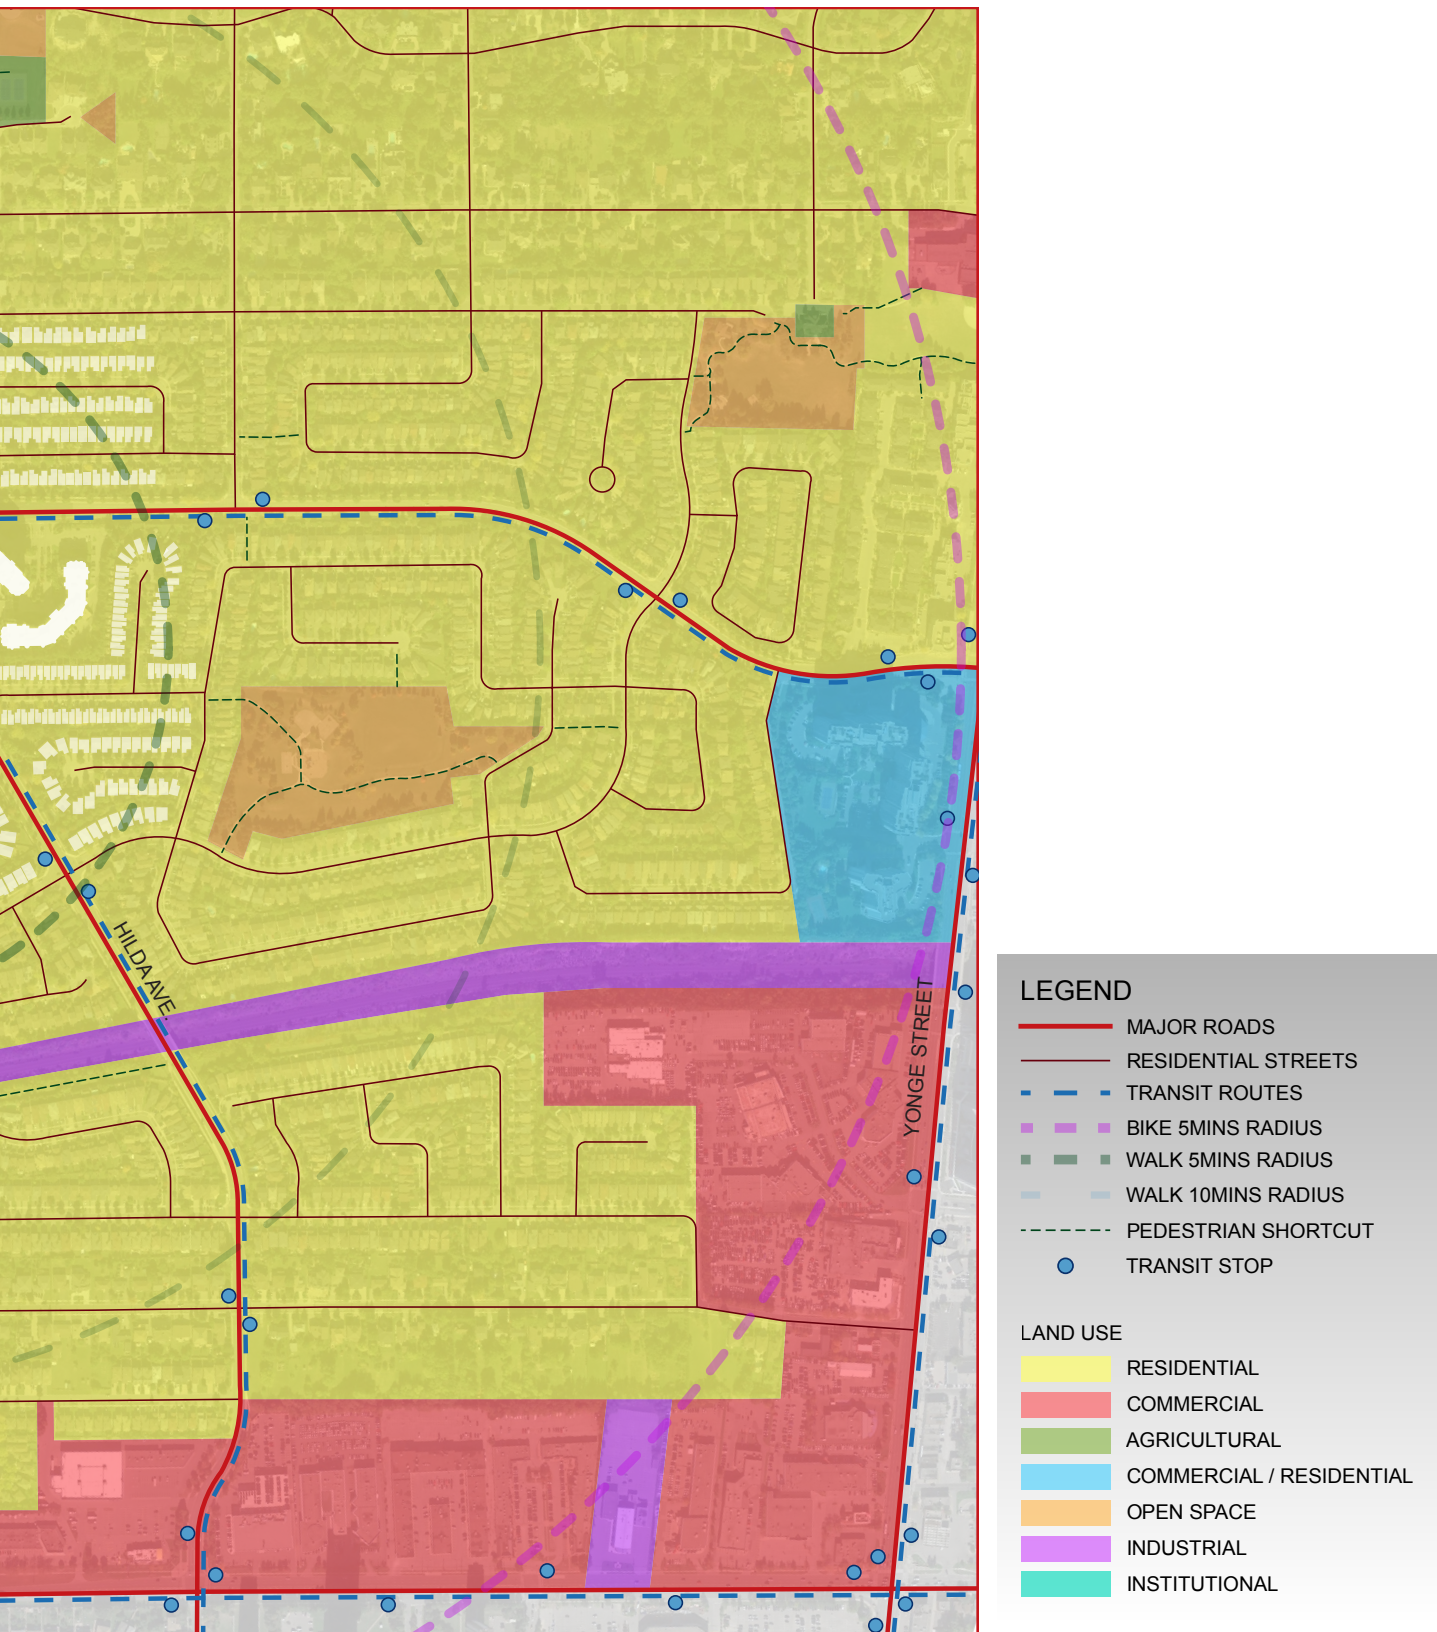 HILDA AVE.
YONGE STREET
LEGEND
MAJOR ROADS
RESIDENTIAL STREETS
TRANSIT ROUTES
BIKE 5MINS RADIUS
WALK 5MINS RADIUS
WALK 10MINS RADIUS
PEDESTRIAN SHORTCUT
TRANSIT STOP
LAND USE
RESIDENTIAL
COMMERCIAL
AGRICULTURAL
COMMERCIAL / RESIDENTIAL
OPEN SPACE
INDUSTRIAL
INSTITUTIONAL